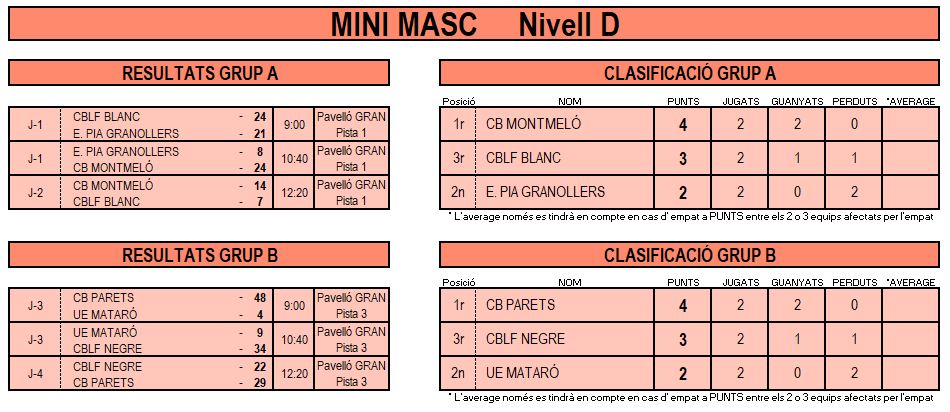 MINI MASC Nivell D
RESULTATS GRUP A
J-1 CBLF BLANC - 24 9:00 Pavelló GRAN
E. PIA GRANOLLERS - 21 Pista 1
J-1 E. PIA GRANOLLERS - 8 10:40 Pavelló GRAN
CB MONTMELÓ - 24 Pista 1
J-2 CB MONTMELÓ - 14 12:20 Pavelló GRAN
CBLF BLANC - 7 Pista 1
CLASIFICACIÓ GRUP A
Posició NOM PUNTS JUGATS GUANYATS PERDUTS *AVERAGE
1r CB MONTMELÓ 4 2 2 0
3r CBLF BLANC 3 2 1 1
2n E. PIA GRANOLLERS 2 2 0 2
* L'average només es tindrà en compte en cas d' empat a PUNTS entre els 2 o 3 equips afectats per l'empat
RESULTATS GRUP B
J-3 CB PARETS - 48 9:00 Pavelló GRAN
UE MATARÓ - 4 Pista 3
J-3 UE MATARÓ - 9 10:40 Pavelló GRAN
CBLF NEGRE - 34 Pista 3
J-4 CBLF NEGRE - 22 12:20 Pavelló GRAN
CB PARETS - 29 Pista 3
CLASIFICACIÓ GRUP B
Posició NOM PUNTS JUGATS GUANYATS PERDUTS *AVERAGE
1r CB PARETS 4 2 2 0
3r CBLF NEGRE 3 2 1 1
2n UE MATARÓ 2 2 0 2
* L'average només es tindrà en compte en cas d' empat a PUNTS entre els 2 o 3 equips afectats per l'empat